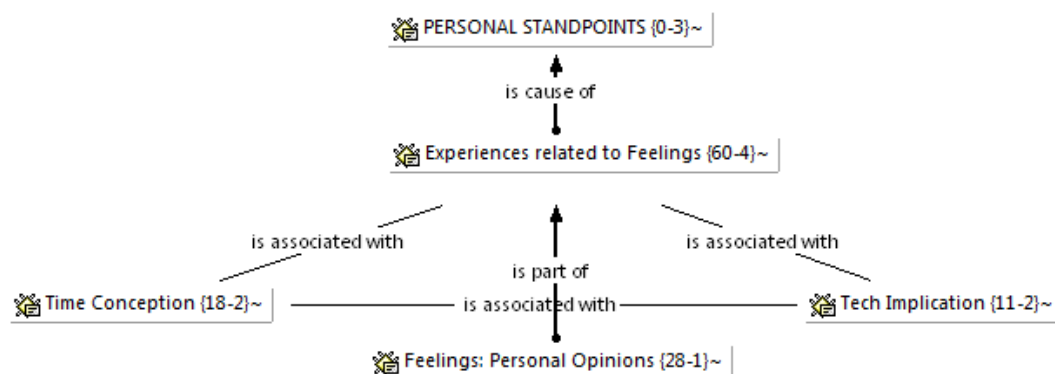 PERSONAL STANDPOINTS {0-3}~
is cause of
Experiences related to Feelings {60-4}~
is associated with
is associated with
is part of
Time Conception {18-2}~
is associated with
Tech Implication {11-2}~
Feelings: Personal Opinions {28-1}~